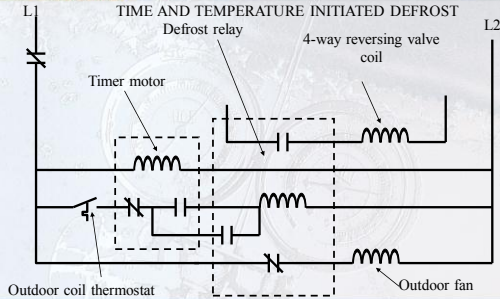 L1
TIME AND TEMPERATURE INITIATED DEFROST
L2
Defrost relay
4-way reversing valve
coil
Timer motor
Outdoor coil thermostat
Outdoor fan